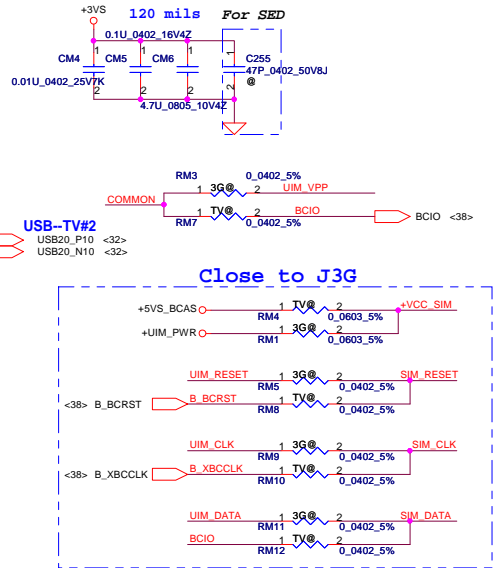 +3VS
120 mils
For SED
0.1U_0402_16V4Z
1 1 1 1
CM4 CM5 CM6 C255
47P_0402_50V8J
@
0.01U_0402_25V7K
2 2 2 2
4.7U_0805_10V4Z
RM3 0_0402_5%
1 3G@ 2 UIM_VPP
COMMON
1 TV@ 2 BCIO
BCIO <38>
RM7 0_0402_5%
USB--TV#2
USB20_P10 <32>
USB20_N10 <32>
Close to J3G
+5VS_BCAS 1 TV@ 2 +VCC_SIM
RM4 0_0603_5%
+UIM_PWR 1 3G@ 2
RM1 0_0603_5%
UIM_RESET 1 3G@ 2 SIM_RESET
RM5 0_0402_5%
<38> B_BCRST B_BCRST 1 TV@ 2
RM8 0_0402_5%
UIM_CLK 1 3G@ 2 SIM_CLK
RM9 0_0402_5%
<38> B_XBCCLK B_XBCCLK 1 TV@ 2
RM10 0_0402_5%
UIM_DATA 1 3G@ 2 SIM_DATA
RM11 0_0402_5%
BCIO 1 TV@ 2
RM12 0_0402_5%